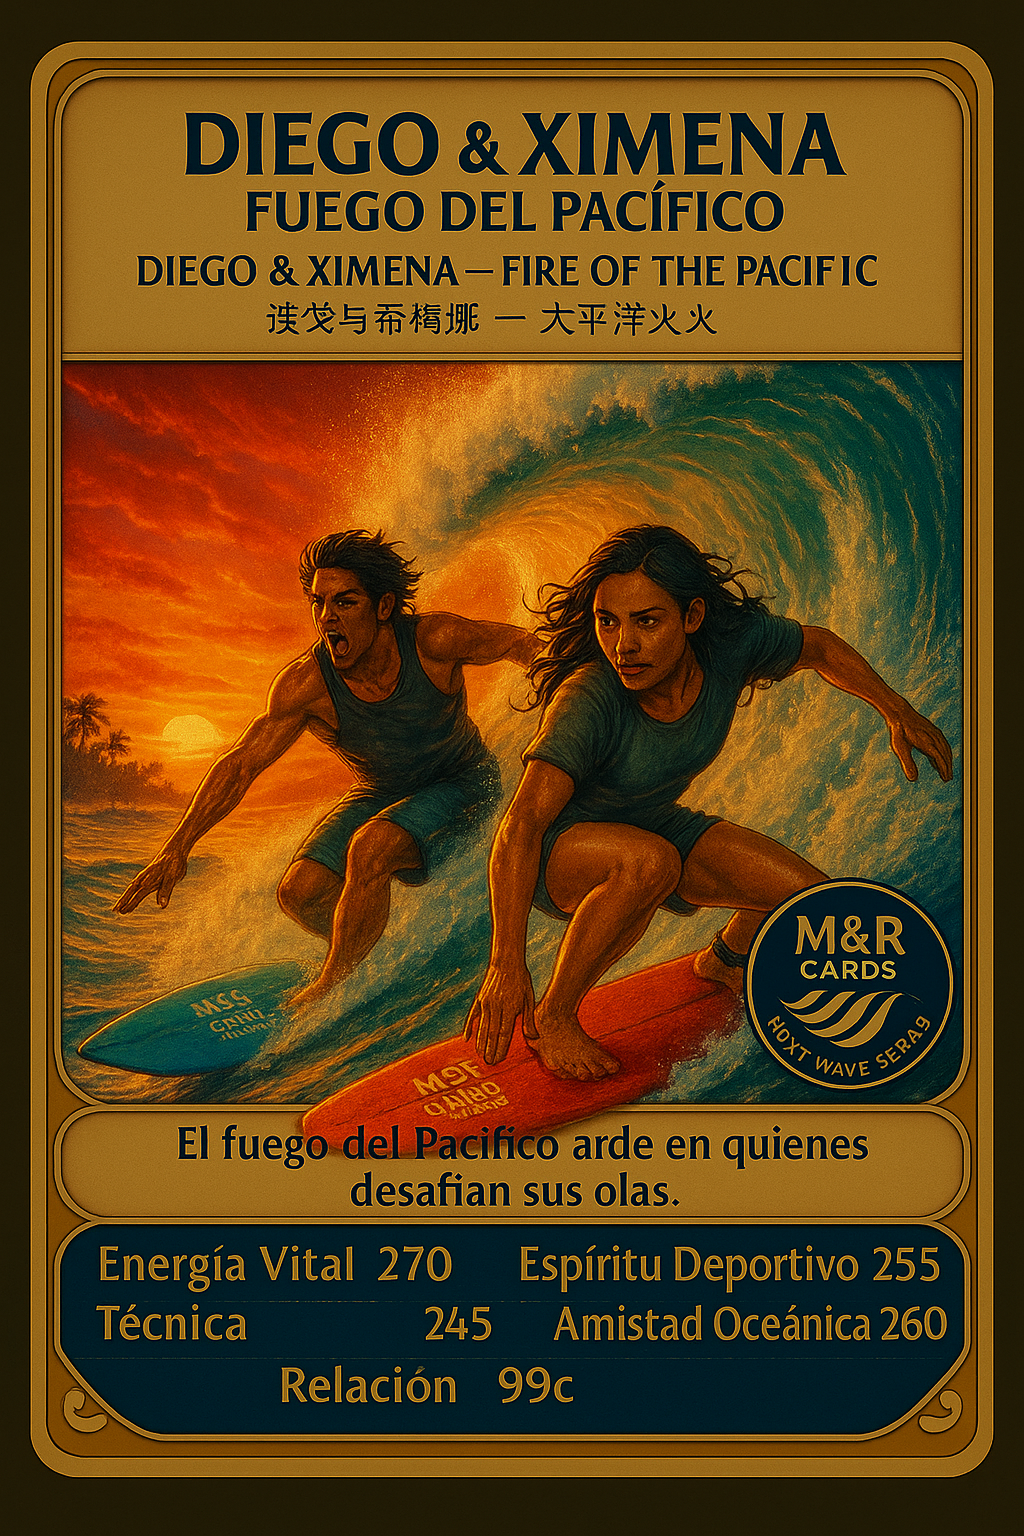 DIEGO & XIMENA
FUEGO DEL PACÍFICO
DIEGO & XIMENA — FIRE OF THE PACIFIC
与 — 平洋火火
M&R
CARDS
WAVE
El fuego del Pacifico arde en quienes
desafian sus olas.
Energía Vital 270 Espíritu Deportivo 255
Técnica 245 Amistad Oceánica 260
Relación 99c